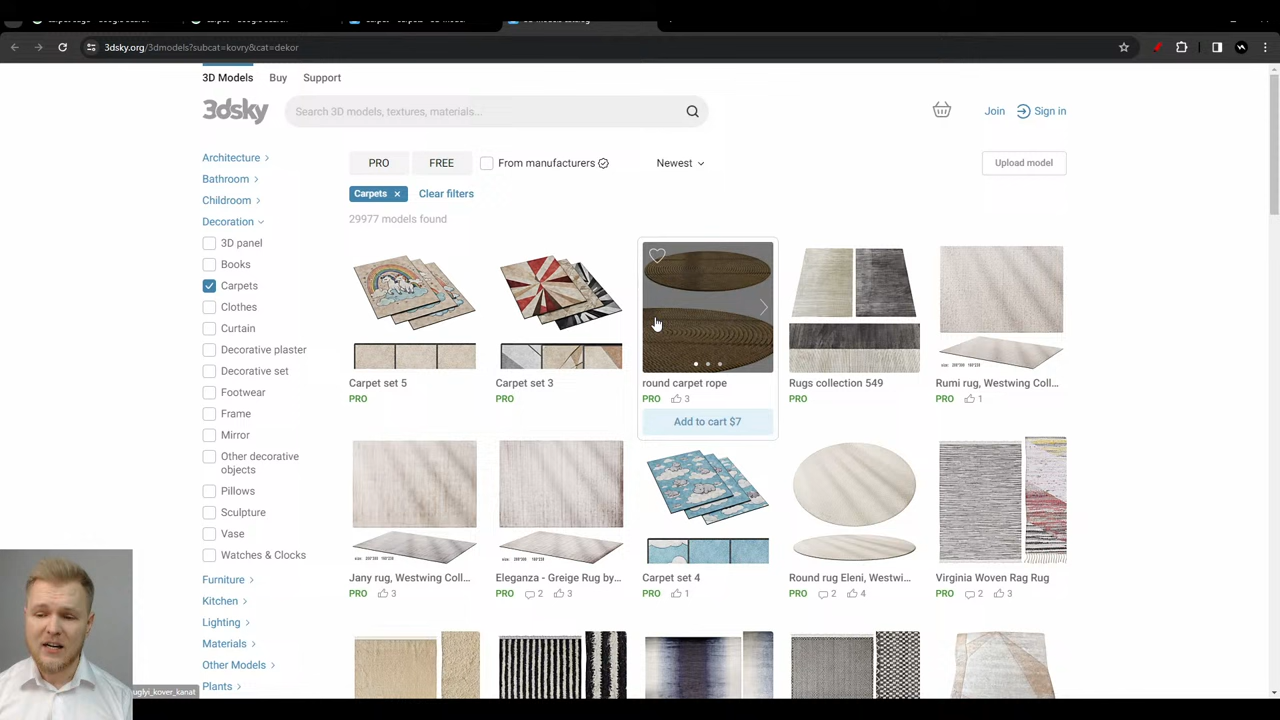 3dsky.org/3dmodels?subcat=kovry&cat=dekor
3D Models Buy Support
3dsky
Search 3D models, textures, materials...
Join Sign in
PRO FREE From manufacturers Newest Upload model
Carpets × Clear filters
29977 models found
Architecture
Bathroom
Childroom
Decoration
3D panel
Books
Carpets
Clothes
Curtain
Decorative plaster
Decorative set
Footwear
Frame
Mirror
Other decorative
objects
Pillows
Sculpture
Vase
Watches & Clocks
Furniture
Kitchen
Lighting
Materials
Other Models
Plants
Carpet set 5
PRO
Carpet set 3
PRO
round carpet rope
PRO 3
Add to cart $7
Rugs collection 549
PRO
Rumi rug, Westwing Coll...
PRO 1
Jany rug, Westwing Coll...
PRO 3
Eleganza - Greige Rug by...
PRO 2 3
Carpet set 4
PRO 1
Round rug Eleni, Westwi...
PRO 2 4
Virginia Woven Rag Rug
PRO 2 3
uglyi_kover_kanat